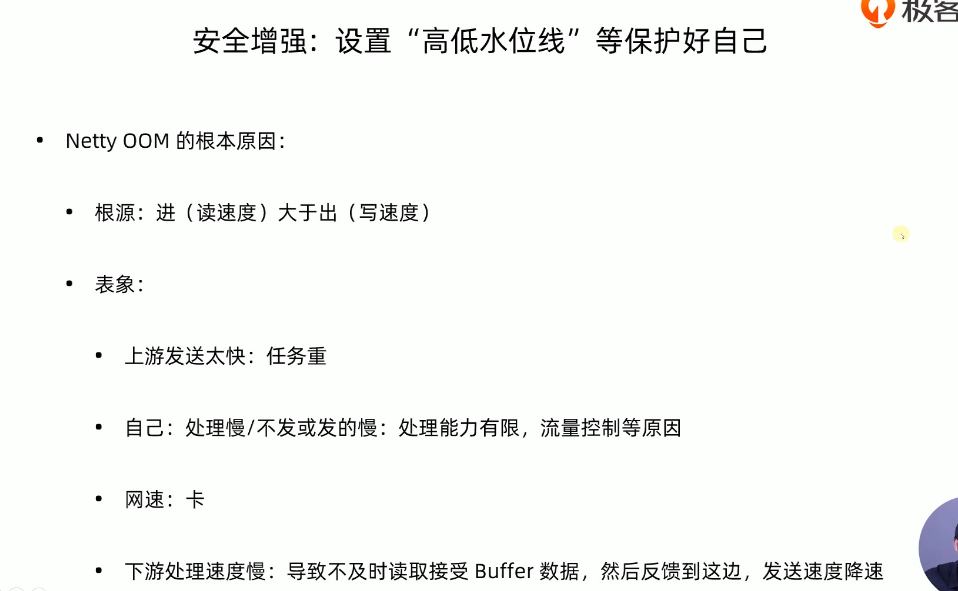 极客
安全增强：设置“高低水位线”等保护好自己
• Netty OOM 的根本原因：
• 根源：进（读速度）大于出（写速度）
• 表象：
• 上游发送太快：任务重
• 自己：处理慢/不发或发的慢：处理能力有限，流量控制等原因
• 网速：卡
• 下游处理速度慢：导致不及时读取接受 Buffer 数据，然后反馈到这边，发送速度降速